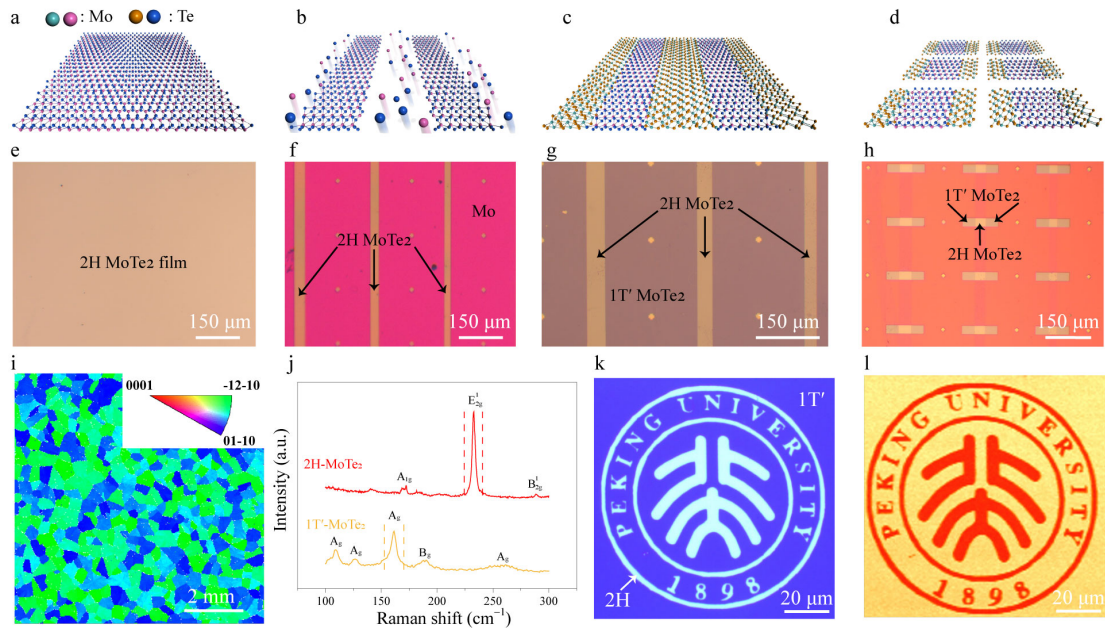 a
: Mo
: Te
b
c
d
e
2H MoTe2 film
150 μm
f
2H MoTe2
Mo
150 μm
g
2H MoTe2
1T′ MoTe2
150 μm
h
1T′ MoTe2
2H MoTe2
150 μm
i
0001
-12-10
01-10
2 mm
j
Intensity (a.u.)
2H-MoTe2
A1g
E¹2g
B¹2g
1T'-MoTe2
Ag
Ag
Ag
Bg
Ag
100
150
200
250
300
Raman shift (cm⁻¹)
k
1T′
PEKING UNIVERSITY
1898
2H
20 μm
l
PEKING UNIVERSITY
1898
20 μm